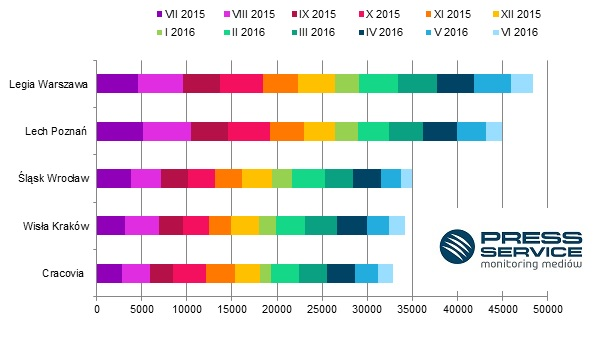 VII 2015 VIII 2015 IX 2015 X 2015 XI 2015 XII 2015
I 2016 II 2016 III 2016 IV 2016 V 2016 VI 2016
Legia Warszawa
Lech Poznań
Śląsk Wrocław
Wisła Kraków
Cracovia
PRESS
SERVICE
monitoring mediów
0 5000 10000 15000 20000 25000 30000 35000 40000 45000 50000